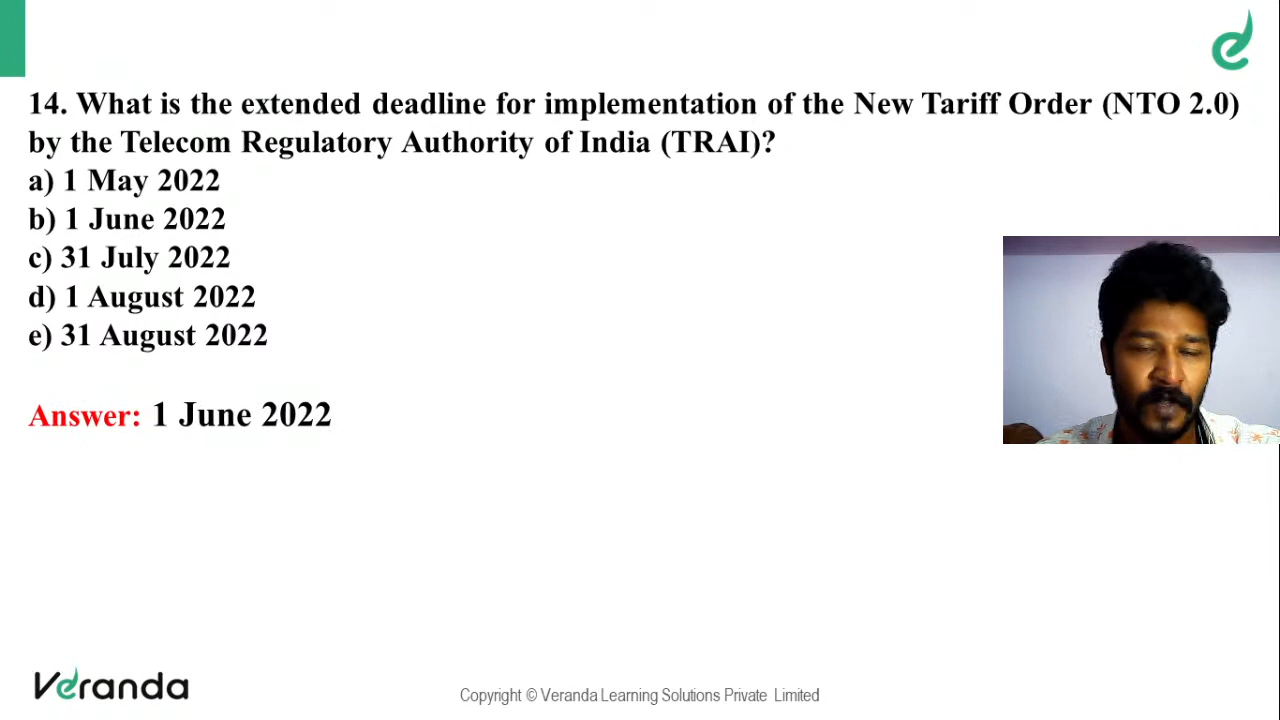 14. What is the extended deadline for implementation of the New Tariff Order (NTO 2.0)
by the Telecom Regulatory Authority of India (TRAI)?
a) 1 May 2022
b) 1 June 2022
c) 31 July 2022
d) 1 August 2022
e) 31 August 2022
Answer: 1 June 2022
Veranda
Copyright © Veranda Learning Solutions Private Limited